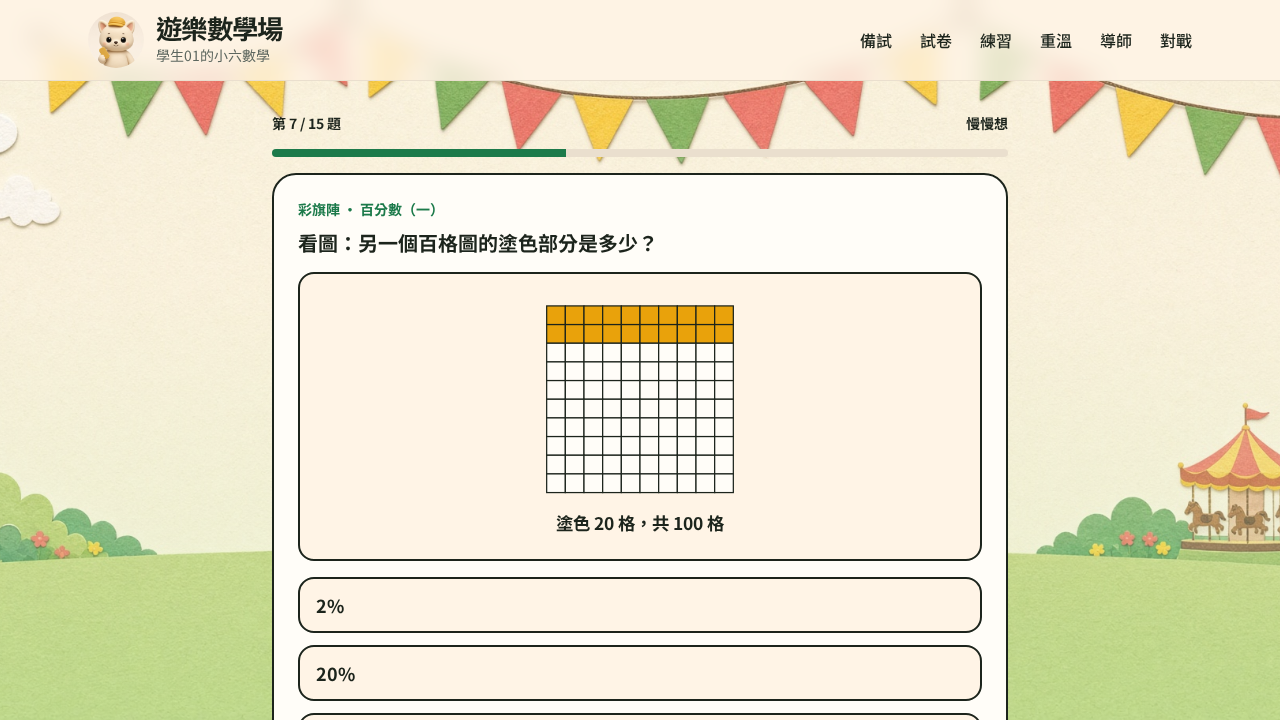 遊樂數學場
學生01的小六數學
備試 試卷 練習 重溫 導師 對戰
第 7 / 15 題
慢慢想
彩旗陣 · 百分數（一）
看圖：另一個百格圖的塗色部分是多少？
塗色 20 格，共 100 格
2%
20%